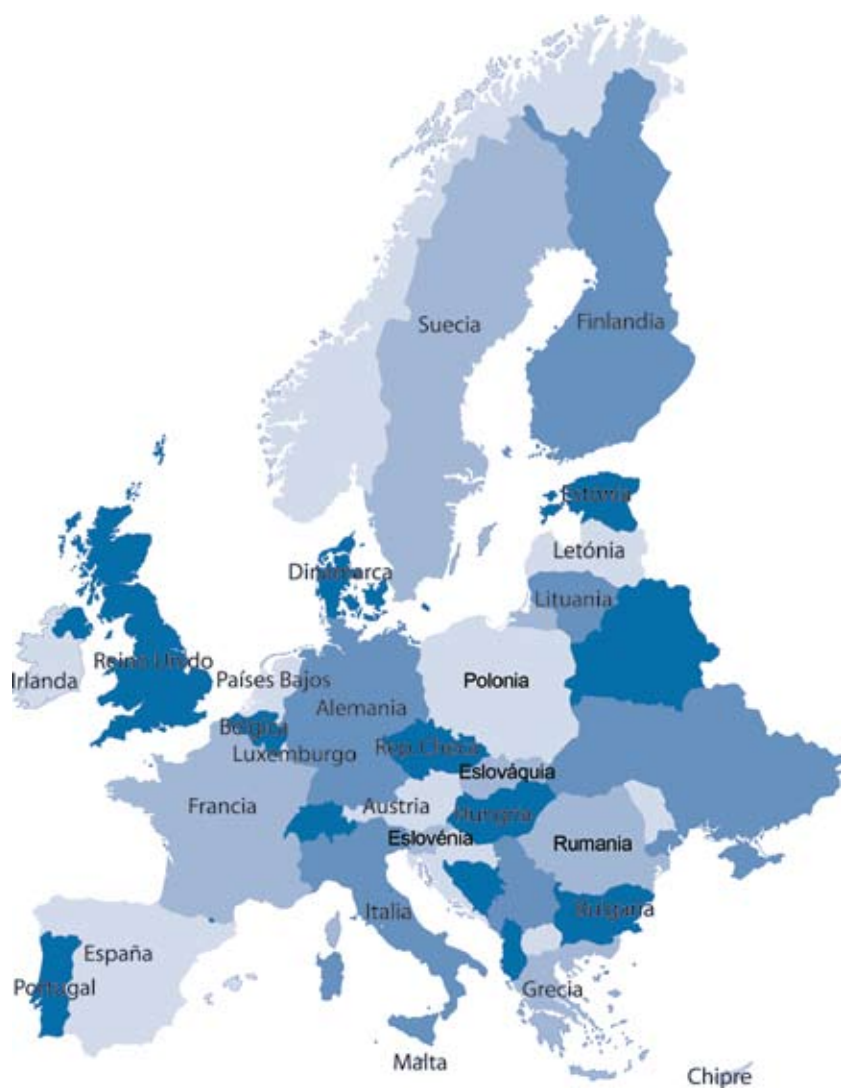 Suecia
Finlandia
Estonia
Letónia
Dinamarca
Lituania
Reino Unido
Irlanda
Países Bajos
Polonia
Alemania
Bélgica
Luxemburgo
Rep.Checa
Eslováquia
Francia
Austria
Hungría
Eslovénia
Rumania
Italia
Bulgaria
España
Portugal
Grecia
Malta
Chipre